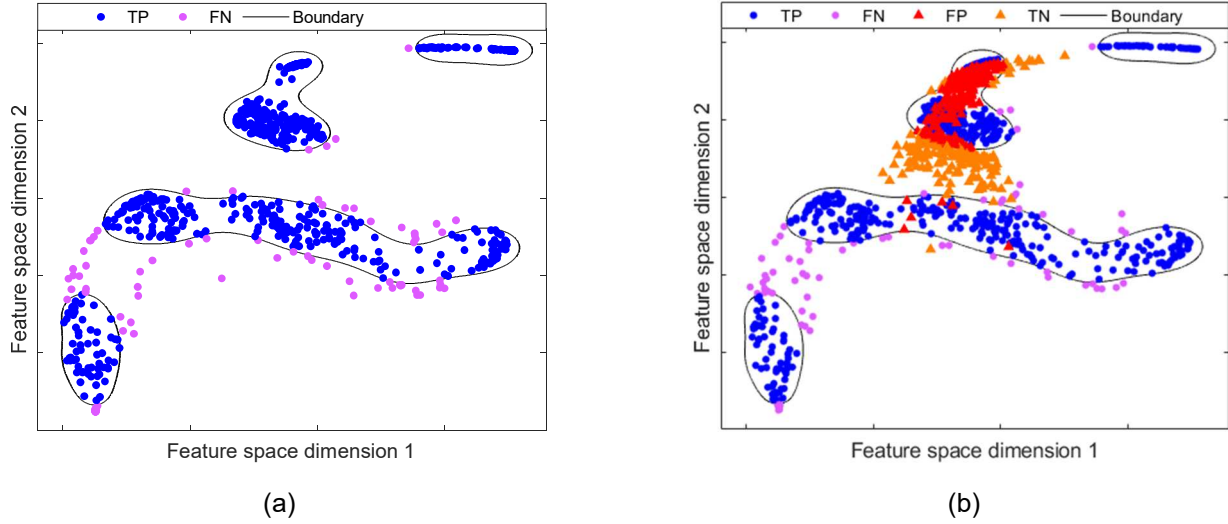 TP FN Boundary
Feature space dimension 2
Feature space dimension 1
(a)
TP FN FP TN Boundary
Feature space dimension 2
Feature space dimension 1
(b)